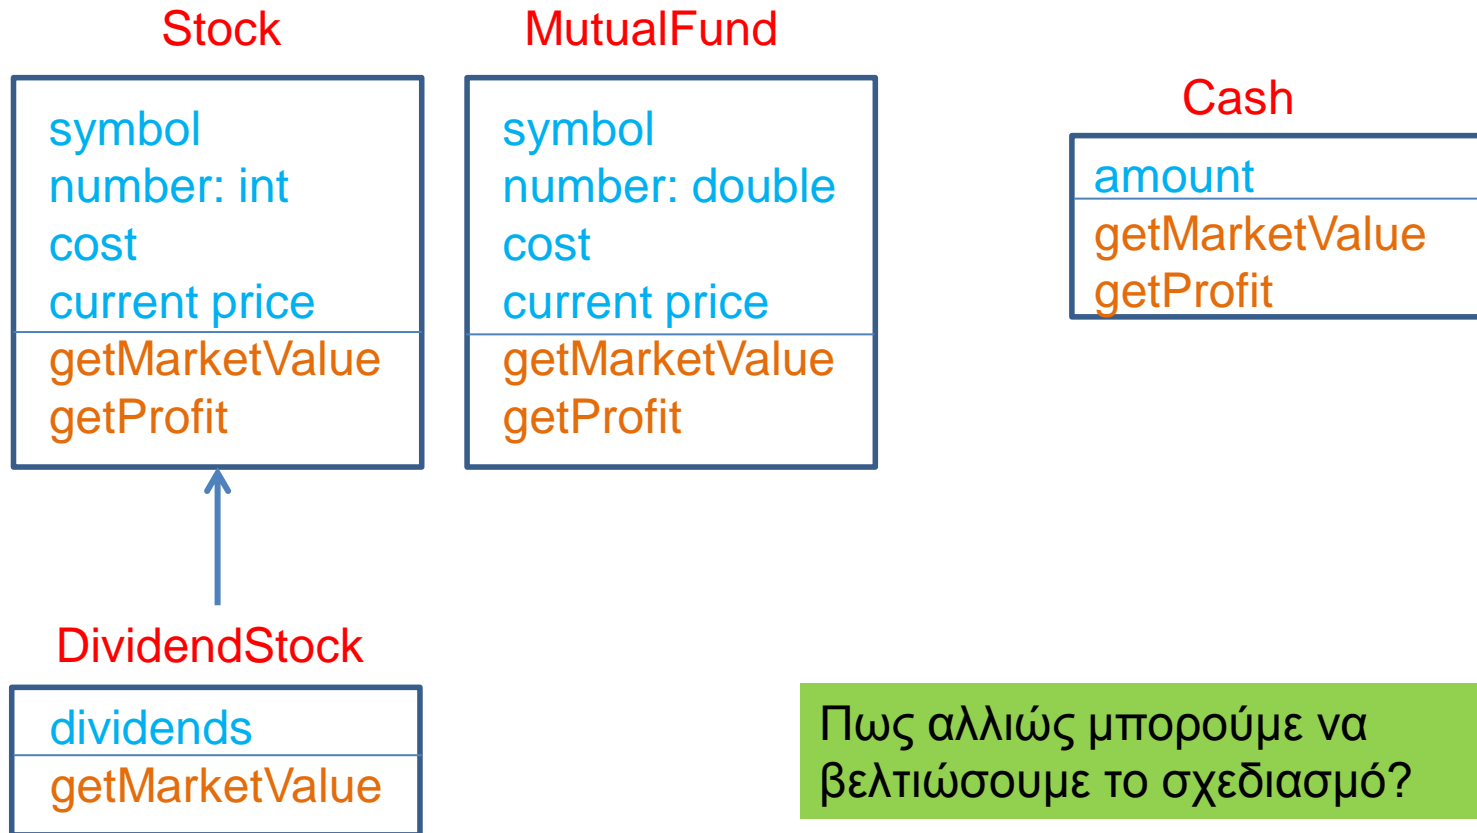 Stock
symbol
number: int
cost
current price
getMarketValue
getProfit
MutualFund
symbol
number: double
cost
current price
getMarketValue
getProfit
Cash
amount
getMarketValue
getProfit
DividendStock
dividends
getMarketValue
Πως αλλιώς μπορούμε να
βελτιώσουμε το σχεδιασμό?